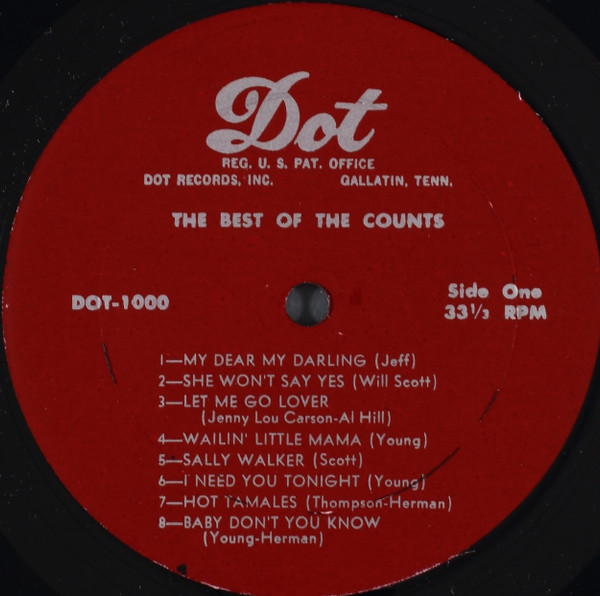 Dot
REG. U. S. PAT. OFFICE
DOT RECORDS, INC. GALLATIN, TENN.
THE BEST OF THE COUNTS
DOT-1000
Side One
33 1/3 RPM
1—MY DEAR MY DARLING (Jeff)
2—SHE WON'T SAY YES (Will Scott)
3—LET ME GO LOVER
(Jenny Lou Carson-Al Hill)
4—WAILIN' LITTLE MAMA (Young)
5—SALLY WALKER (Scott)
6—I NEED YOU TONIGHT (Young)
7—HOT TAMALES (Thompson-Herman)
8—BABY DON'T YOU KNOW
(Young-Herman)